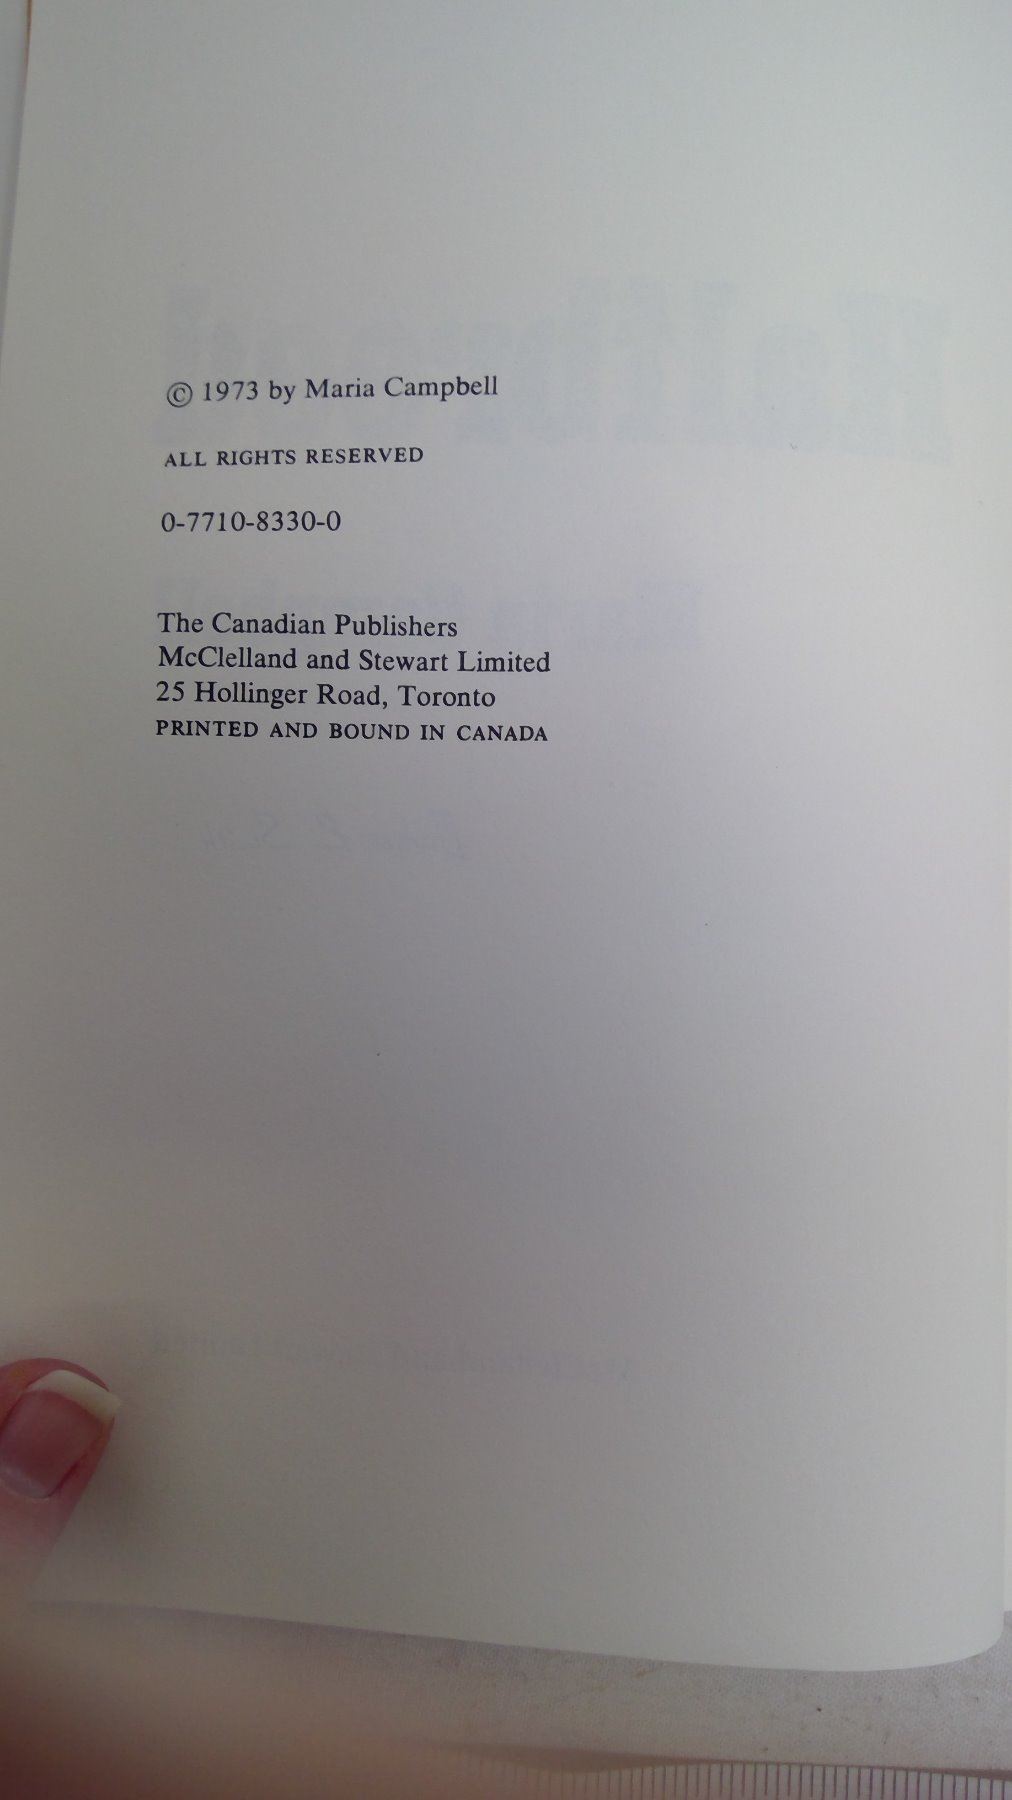 © 1973 by Maria Campbell
ALL RIGHTS RESERVED
0-7710-8330-0
The Canadian Publishers
McClelland and Stewart Limited
25 Hollinger Road, Toronto
PRINTED AND BOUND IN CANADA